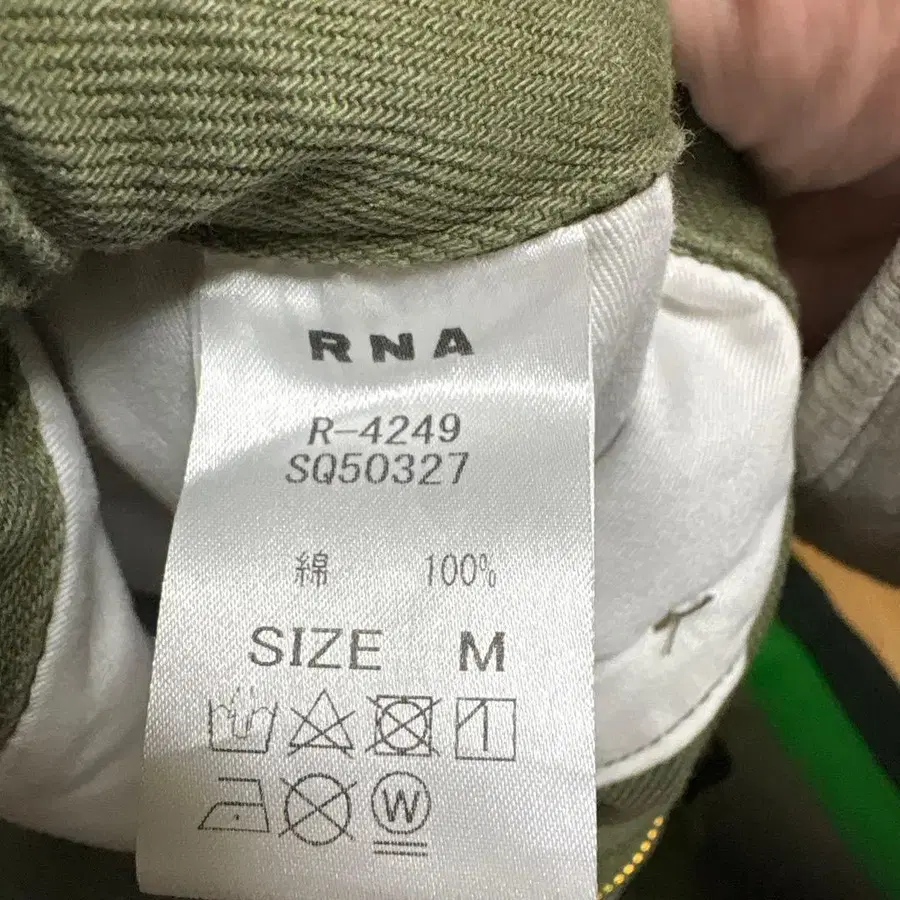 RNA
R-4249
SQ50327
綿 100%
SIZE M
W